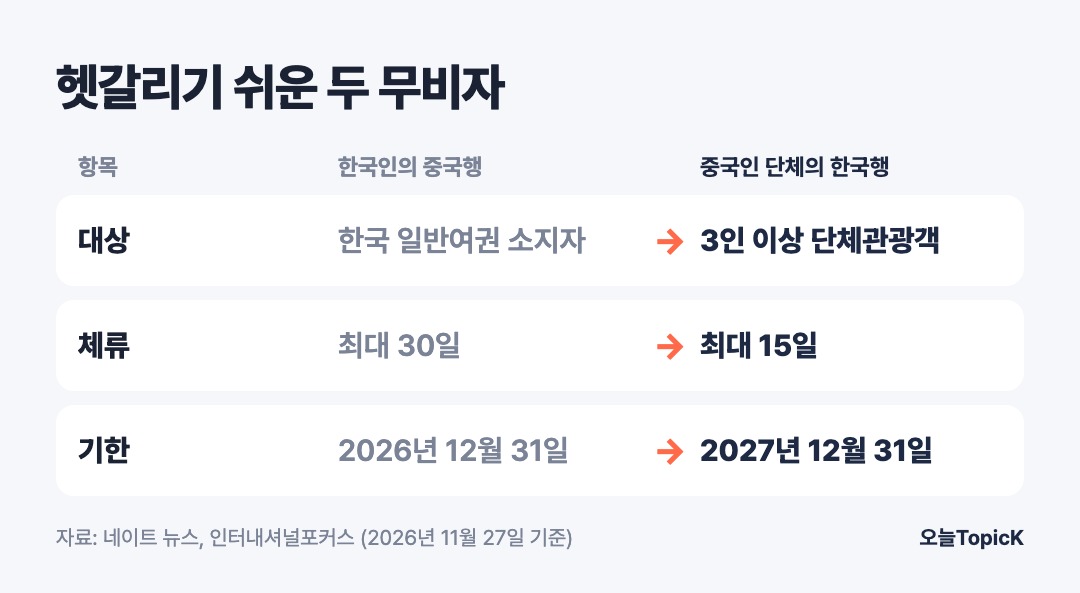 헷갈리기 쉬운 두 무비자
항목 한국인의 중국행 중국인 단체의 한국행
대상 한국 일반여권 소지자 → 3인 이상 단체관광객
체류 최대 30일 → 최대 15일
기한 2026년 12월 31일 → 2027년 12월 31일
자료: 네이트 뉴스, 인터내셔널포커스 (2026년 11월 27일 기준) 오늘TopicK